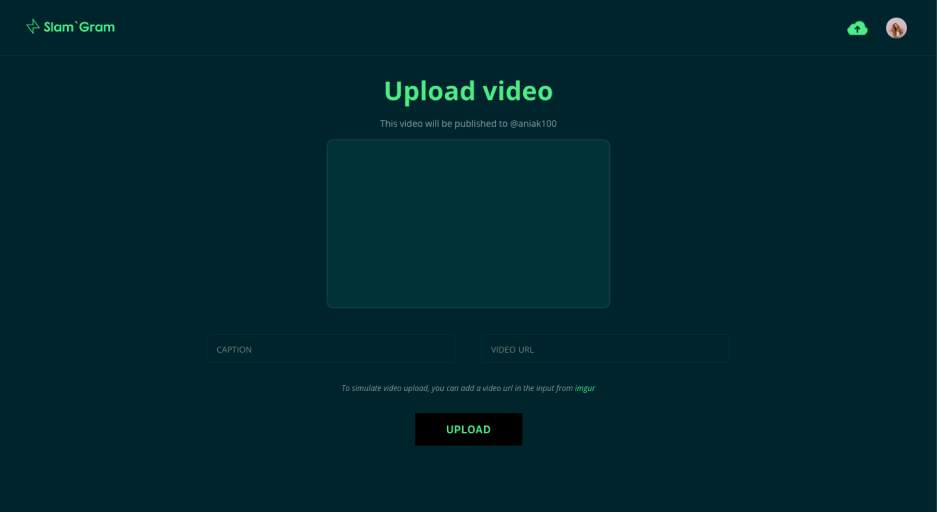 Slam`Gram
Upload video
This video will be published to @aniak100
CAPTION
VIDEO URL
To simulate video upload, you can add a video url in the input from imgur
UPLOAD